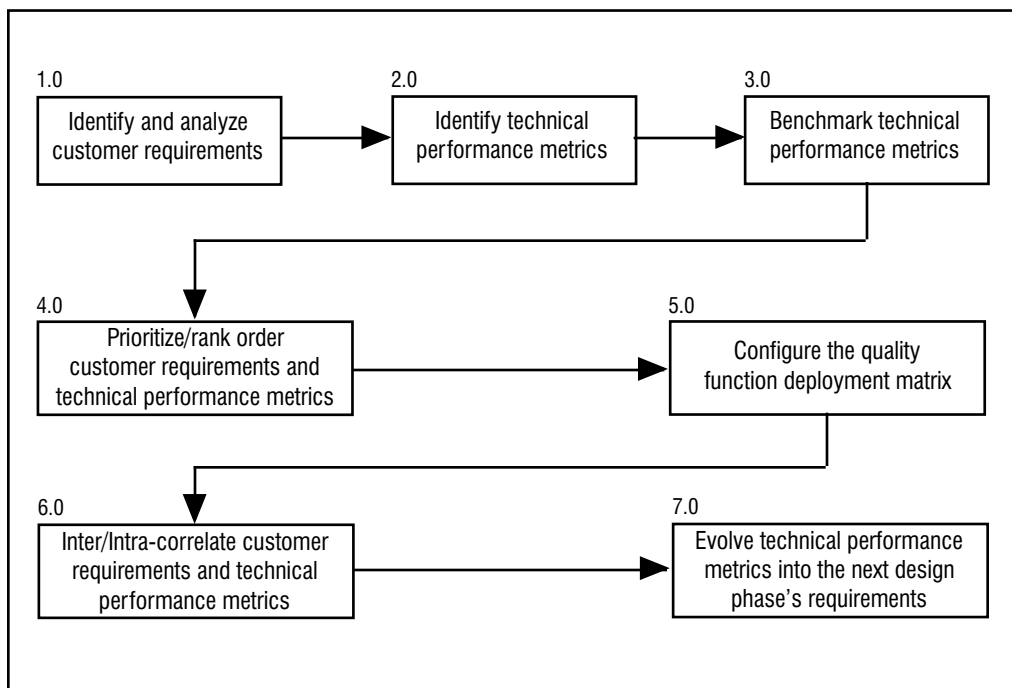 1.0
Identify and analyze
customer requirements
2.0
Identify technical
performance metrics
3.0
Benchmark technical
performance metrics
4.0
Prioritize/rank order
customer requirements and
technical performance metrics
5.0
Configure the quality
function deployment matrix
6.0
Inter/Intra-correlate customer
requirements and technical
performance metrics
7.0
Evolve technical performance
metrics into the next design
phase’s requirements